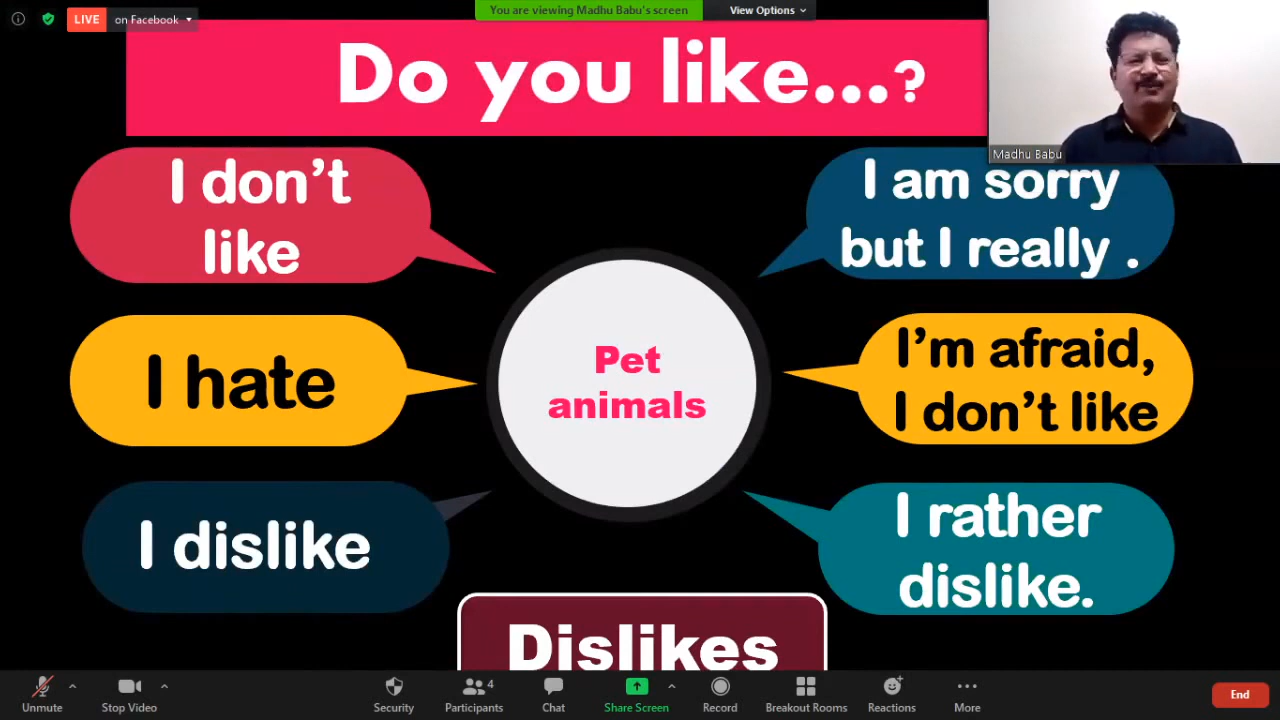 LIVE on Facebook
You are viewing Madhu Babu's screen
View Options
Do you like...?
Madhu Babu
I don't
like
I am sorry
but I really .
I hate
Pet
animals
I'm afraid,
I don't like
I dislike
I rather
dislike.
Dislikes
Unmute
Stop Video
Security
4
Participants
Chat
Share Screen
Record
Breakout Rooms
Reactions
More
End